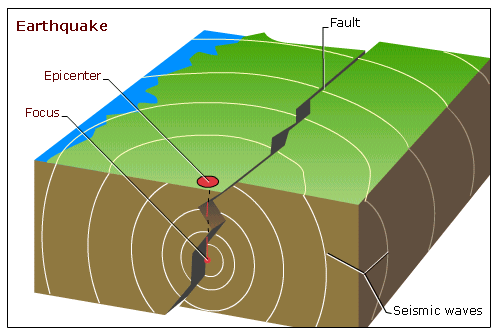 Earthquake
Fault
Epicenter
Focus
Seismic waves